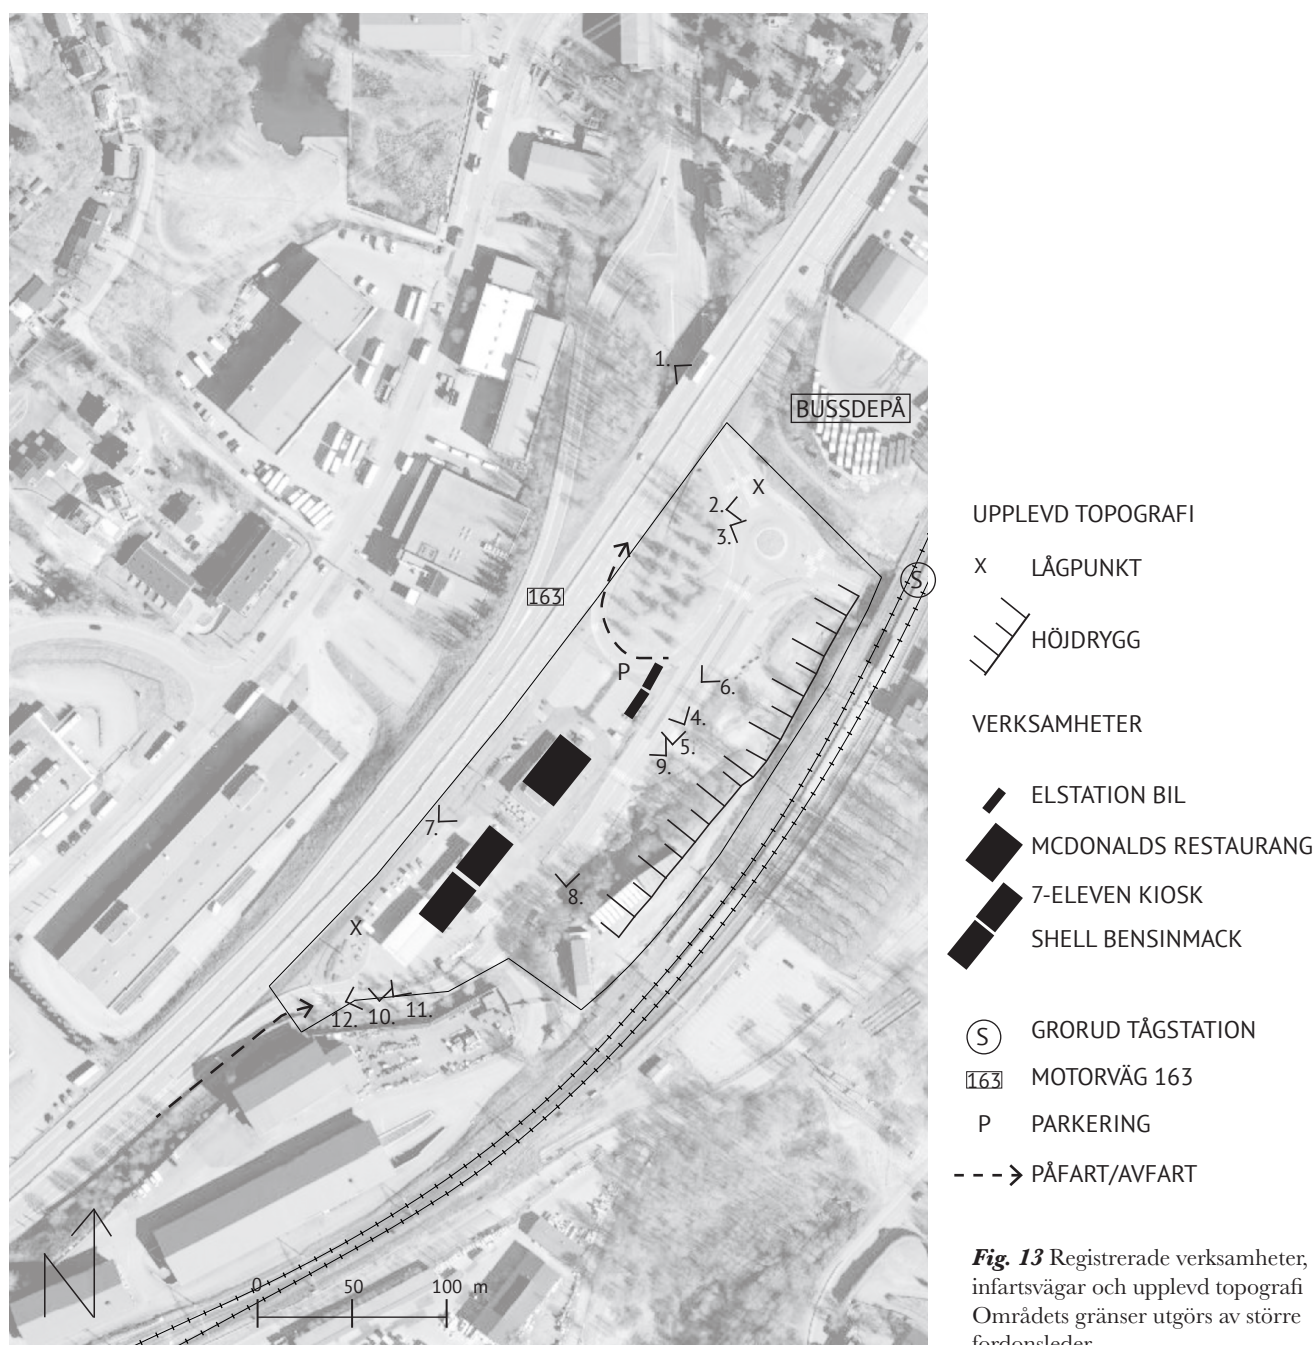 1.
BUSSDEPÅ
X
2.
3.
163
S
P
6.
4.
5.
9.
7.
8.
X
12.
10.
11.
N
0 50 100 m
UPPLEVD TOPOGRAFI
X LÅGPUNKT
HÖJDRYGG
VERKSAMHETER
ELSTATION BIL
MCDONALDS RESTAURANG
7-ELEVEN KIOSK
SHELL BENSINMACK
S GRORUD TÅGSTATION
163 MOTORVÄG 163
P PARKERING
PÅFART/AVFART
Fig. 13 Registrerade verksamheter,
infartsvägar och upplevd topografi
Områdets gränser utgörs av större
fordonsleder